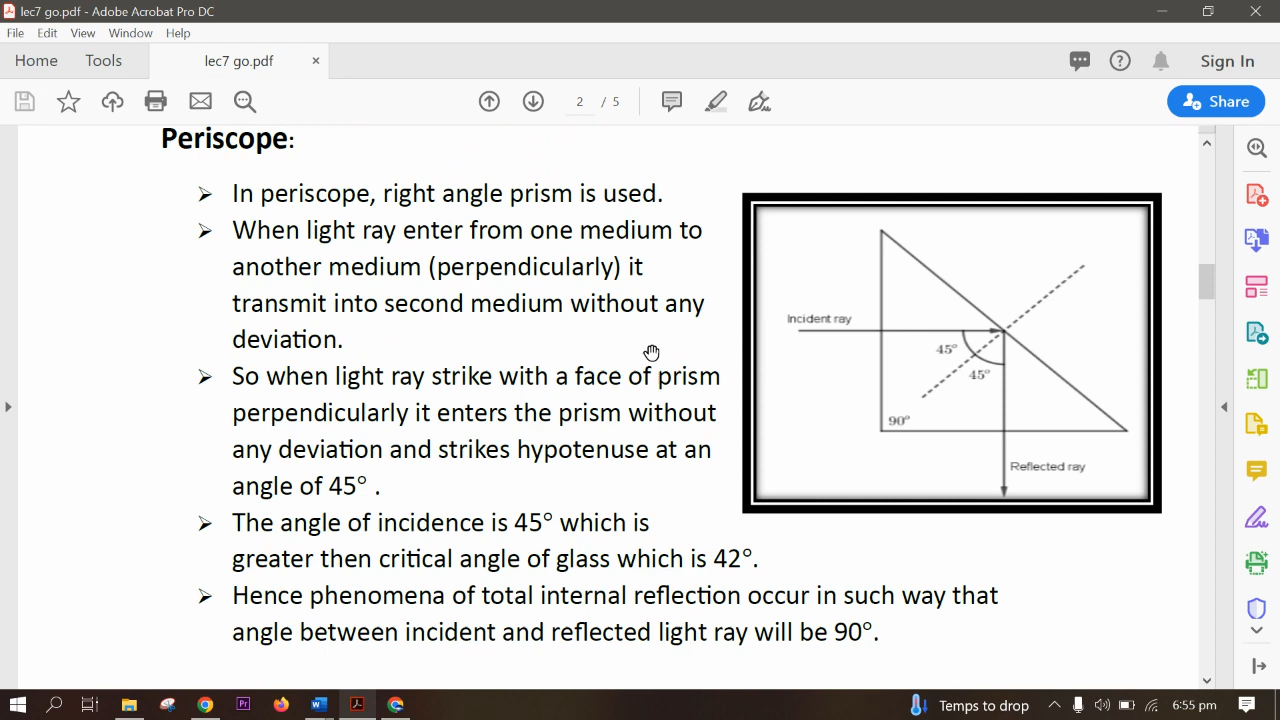 lec7 go.pdf - Adobe Acrobat Pro DC
File Edit View Window Help
Home Tools lec7 go.pdf × Sign In
2 / 5 Share
Periscope:
➢ In periscope, right angle prism is used.
➢ When light ray enter from one medium to
another medium (perpendicularly) it
transmit into second medium without any
deviation.
➢ So when light ray strike with a face of prism
perpendicularly it enters the prism without
any deviation and strikes hypotenuse at an
angle of 45° .
➢ The angle of incidence is 45° which is
greater then critical angle of glass which is 42°.
➢ Hence phenomena of total internal reflection occur in such way that
angle between incident and reflected light ray will be 90°.
Incident ray
45°
45°
90°
Reflected ray
Pr W Temps to drop 6:55 pm